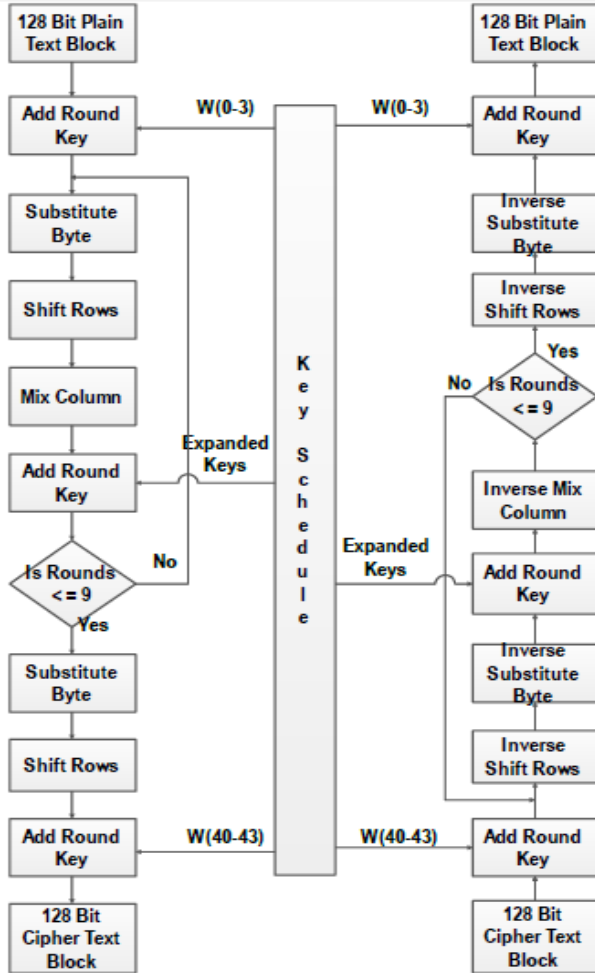 128 Bit Plain
Text Block
Add Round
Key
Substitute
Byte
Shift Rows
Mix Column
Add Round
Key
Is Rounds
< = 9
No
Yes
Substitute
Byte
Shift Rows
Add Round
Key
128 Bit
Cipher Text
Block
W(0-3)
Expanded
Keys
W(40-43)
K
e
y
S
c
h
e
d
u
l
e
W(0-3)
Expanded
Keys
W(40-43)
128 Bit Plain
Text Block
Add Round
Key
Inverse
Substitute
Byte
Inverse
Shift Rows
Yes
No
Is Rounds
< = 9
Inverse Mix
Column
Add Round
Key
Inverse
Substitute
Byte
Inverse
Shift Rows
Add Round
Key
128 Bit
Cipher Text
Block